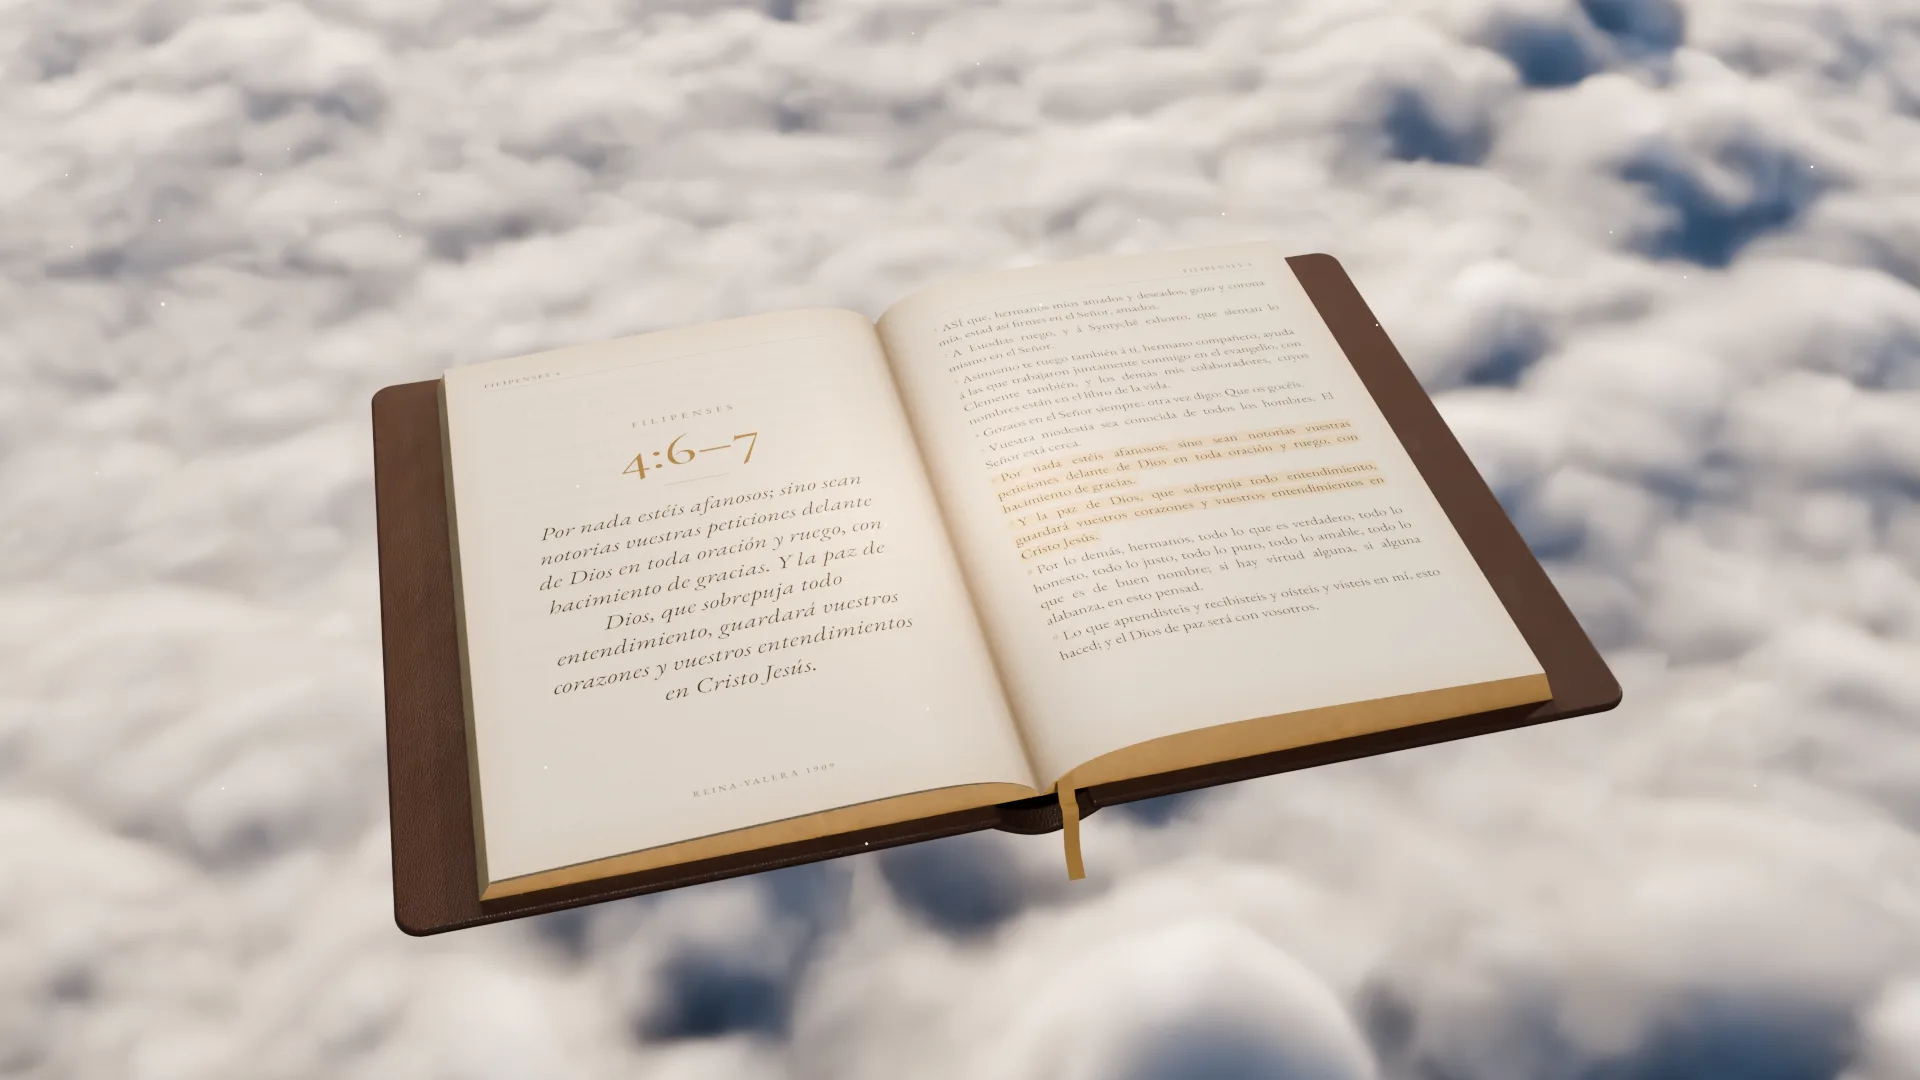 FILIPENSES 4
FILIPENSES
4:6–7
Por nada estéis afanosos; sino sean
notorias vuestras peticiones delante
de Dios en toda oración y ruego, con
hacimiento de gracias. Y la paz de
Dios, que sobrepuja todo
entendimiento, guardará vuestros
corazones y vuestros entendimientos
en Cristo Jesús.
REINA-VALERA 1909
FILIPENSES 4
ASÍ que, hermanos míos amados y deseados, gozo y corona
mía, estad así firmes en el Señor, amados.
A Euodias ruego, y á Syntychê exhorto, que sientan lo
mismo en el Señor.
Asimismo te ruego también á ti, hermano compañero, ayuda
á las que trabajaron juntamente conmigo en el evangelio, con
Clemente también, y los demás mis colaboradores, cuyos
nombres están en el libro de la vida.
Gozaos en el Señor siempre: otra vez digo: Que os gocéis.
Vuestra modestia sea conocida de todos los hombres. El
Señor está cerca.
Por nada estéis afanosos; sino sean notorias vuestras
peticiones delante de Dios en toda oración y ruego, con
hacimiento de gracias.
Y la paz de Dios, que sobrepuja todo entendimiento,
guardará vuestros corazones y vuestros entendimientos en
Cristo Jesús.
Por lo demás, hermanos, todo lo que es verdadero, todo lo
honesto, todo lo justo, todo lo puro, todo lo amable, todo lo
que es de buen nombre; si hay virtud alguna, si alguna
alabanza, en esto pensad.
Lo que aprendisteis y recibisteis y oísteis y visteis en mí, esto
haced; y el Dios de paz será con vosotros.